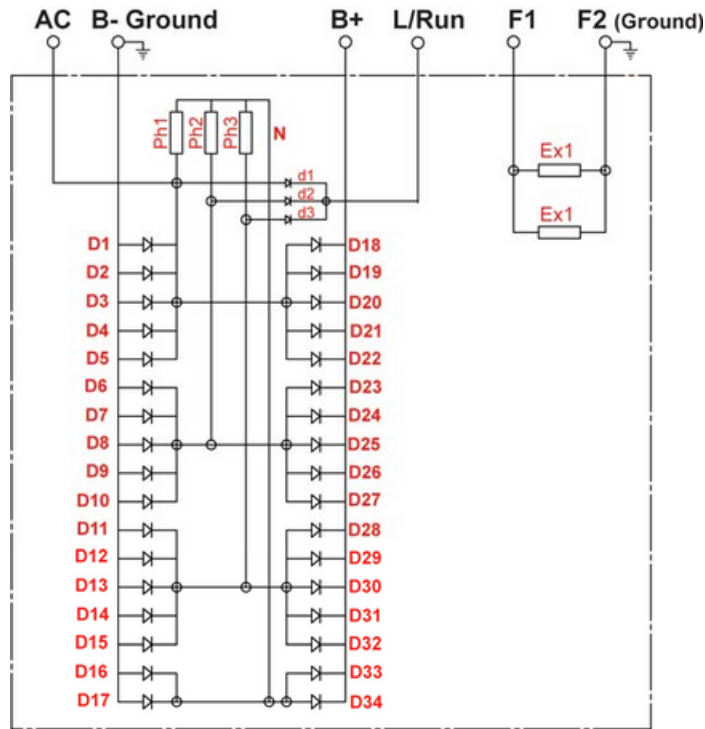 AC B- Ground B+ L/Run F1 F2 (Ground)
Ph1 Ph2 Ph3 N
Ex1
d1
d2
d3
Ex1
D1 D18
D2 D19
D3 D20
D4 D21
D5 D22
D6 D23
D7 D24
D8 D25
D9 D26
D10 D27
D11 D28
D12 D29
D13 D30
D14 D31
D15 D32
D16 D33
D17 D34